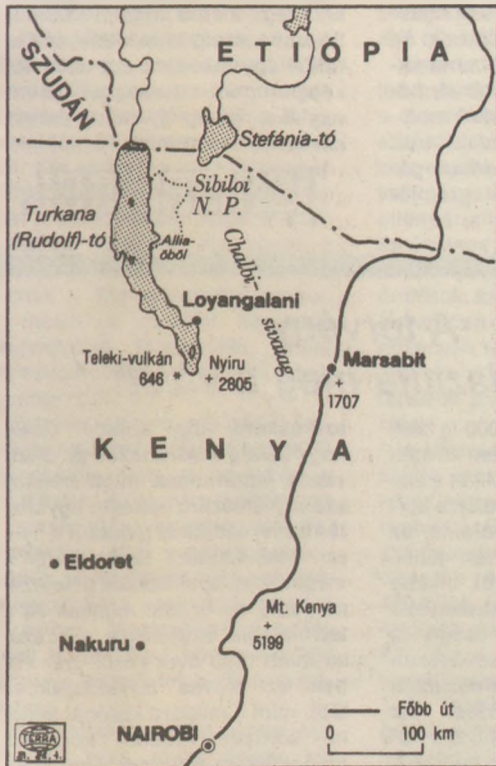 ETIÓPIA
SZUDÁN
Stefánia-tó
Sibiloi
N. P.
Turkana
(Rudolf)-tó
Allia-
öböl
Chalbi-
sivatag
Loyangalani
Teleki-vulkán
646
Nyiru
2805
Marsabit
1707
KENYA
Eldoret
Mt. Kenya
5199
Nakuru
Főbb út
NAIROBI
0 100 km
TERRA